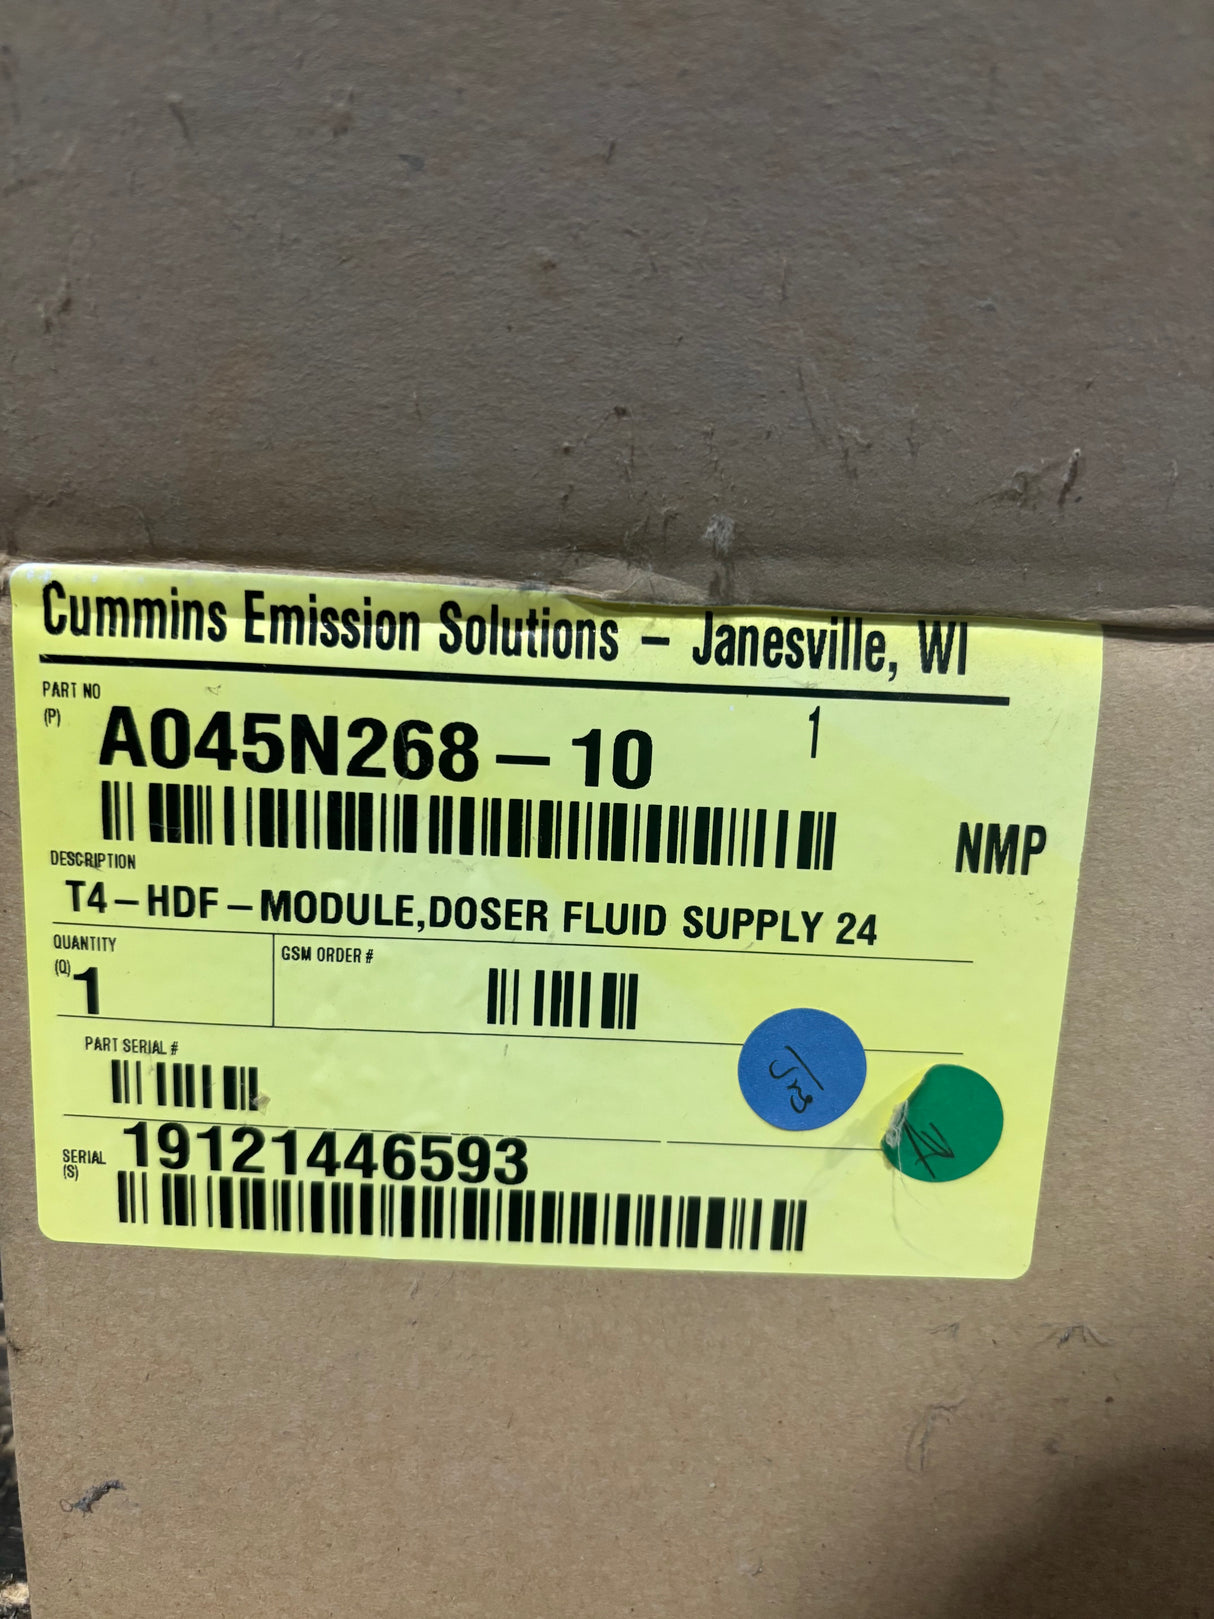 Cummins Emission Solutions – Janesville, WI
PART NO
(P)
A045N268–10
1
NMP
DESCRIPTION
T4–HDF–MODULE,DOSER FLUID SUPPLY 24
QUANTITY
(Q)
1
GSM ORDER #
PART SERIAL #
SERIAL
(S)
19121446593